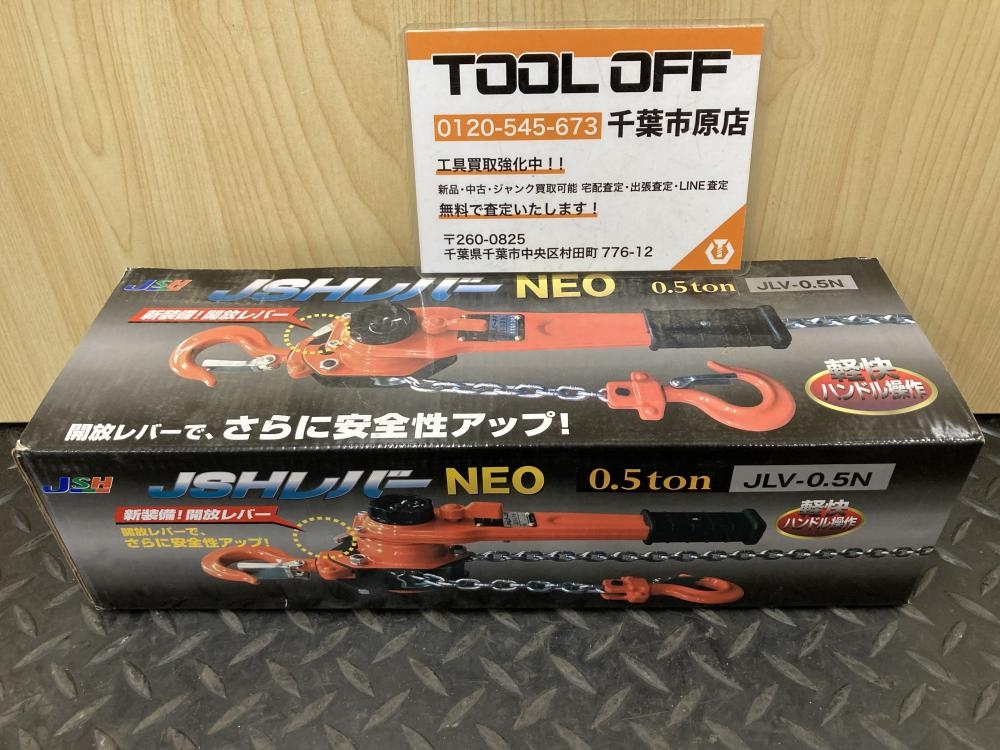 TOOL OFF
0120-545-673 千葉市原店
工具買取強化中！！
新品・中古・ジャンク買取可能 宅配査定・出張査定・LINE査定
無料で査定いたします！
〒260-0825
千葉県千葉市中央区村田町 776-12
JSH JSHレバー NEO 0.5ton JLV-0.5N
新装備！開放レバー
軽快
ハンドル操作
開放レバーで、さらに安全性アップ！
JSH JSHレバー NEO 0.5ton JLV-0.5N
新装備！開放レバー
軽快
ハンドル操作
開放レバーで、
さらに安全性アップ！